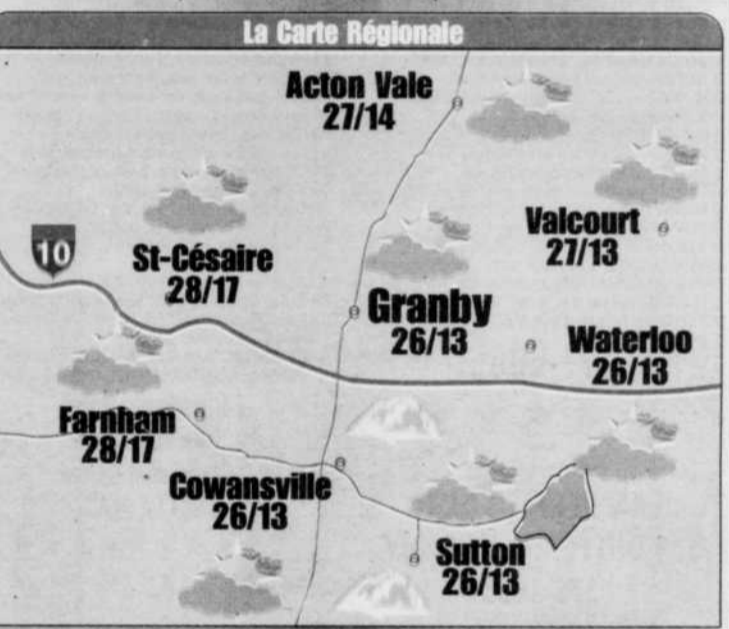 La Carte Régionale
Acton Vale
27/14
Valcourt
27/13
10
St-Césaire
28/17
Granby
26/13
Waterloo
26/13
Farnham
28/17
Cowansville
26/13
Sutton
26/13